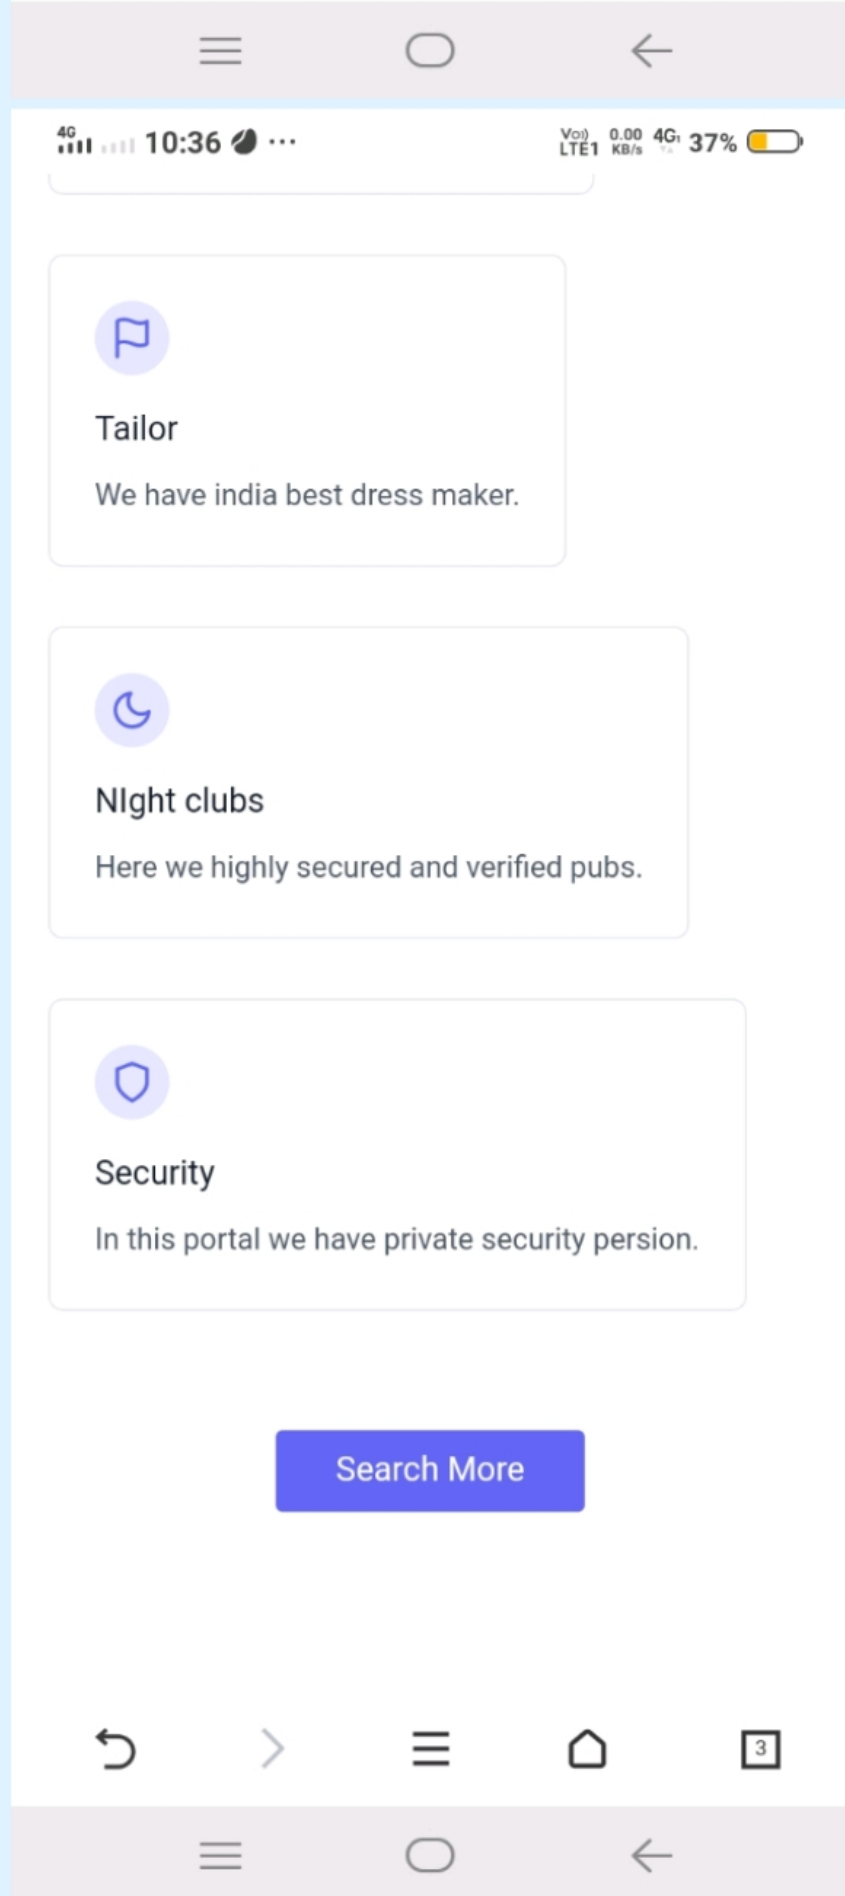 4G 10:36 ... Vo)) LTE1 0.00 KB/s 4G 37%
Tailor
We have india best dress maker.
NIght clubs
Here we highly secured and verified pubs.
Security
In this portal we have private security persion.
Search More
3